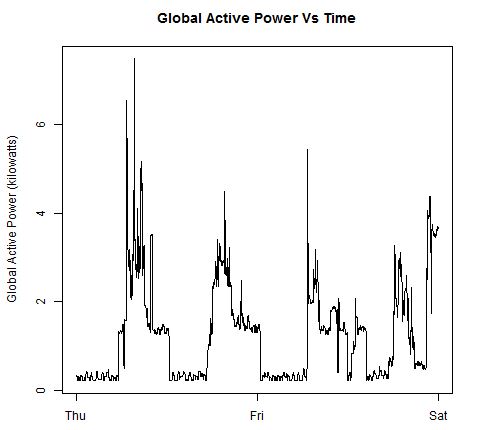 Global Active Power Vs Time
Global Active Power (kilowatts)
6
4
2
0
Thu Fri Sat